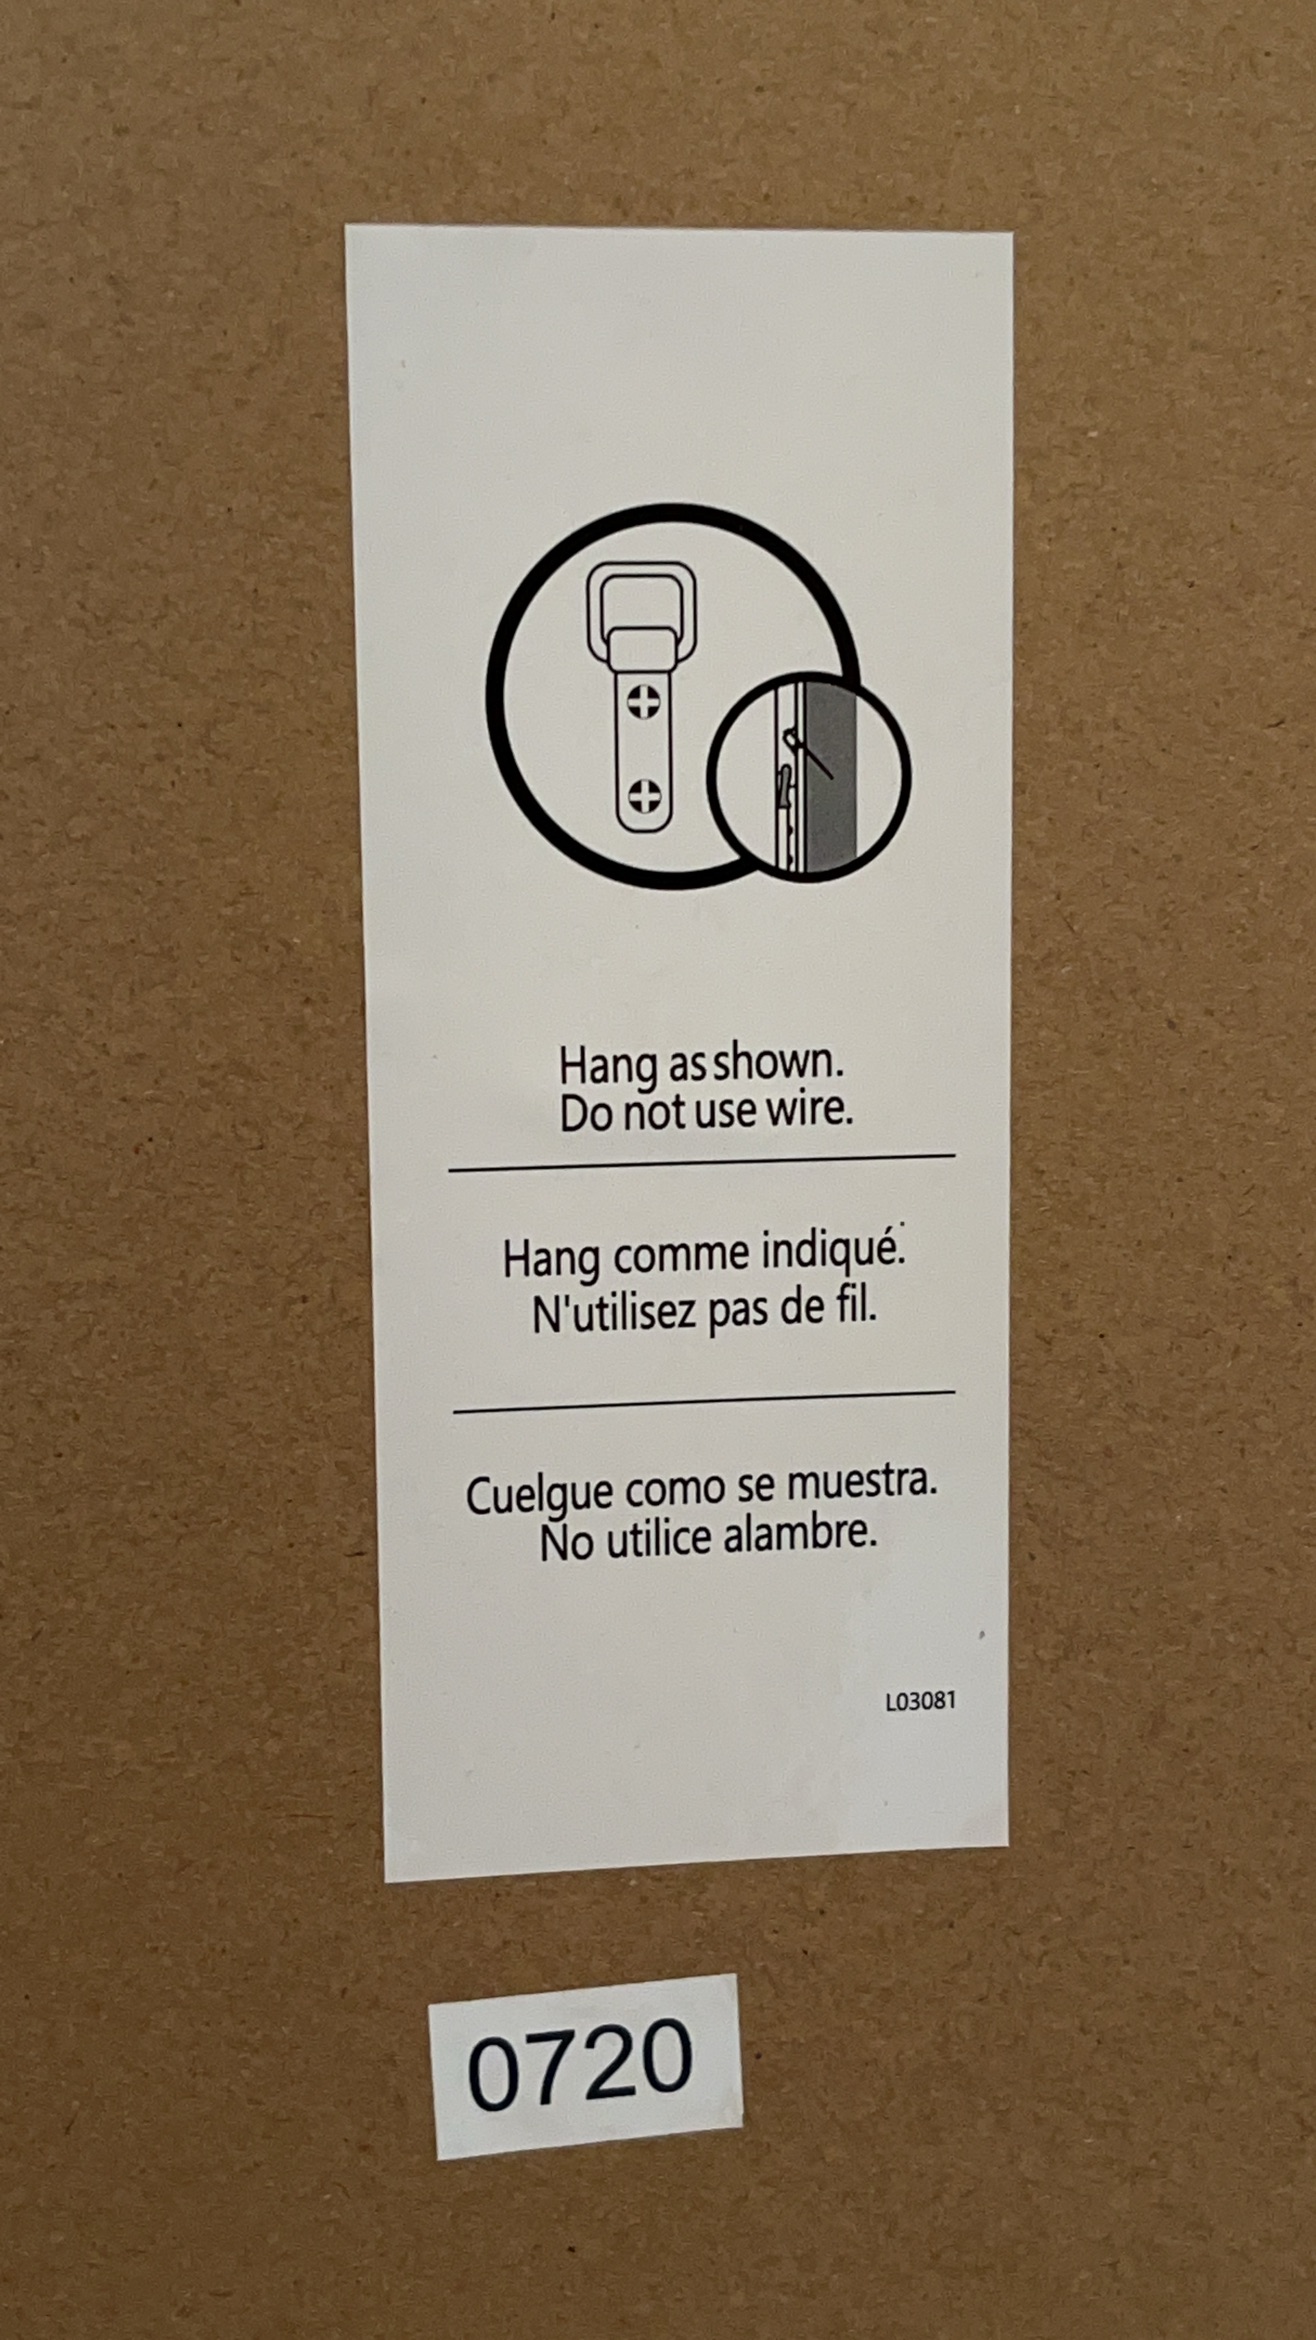 Hang as shown.
Do not use wire.
Hang comme indiqué.
N'utilisez pas de fil.
Cuelgue como se muestra.
No utilice alambre.
L03081
0720